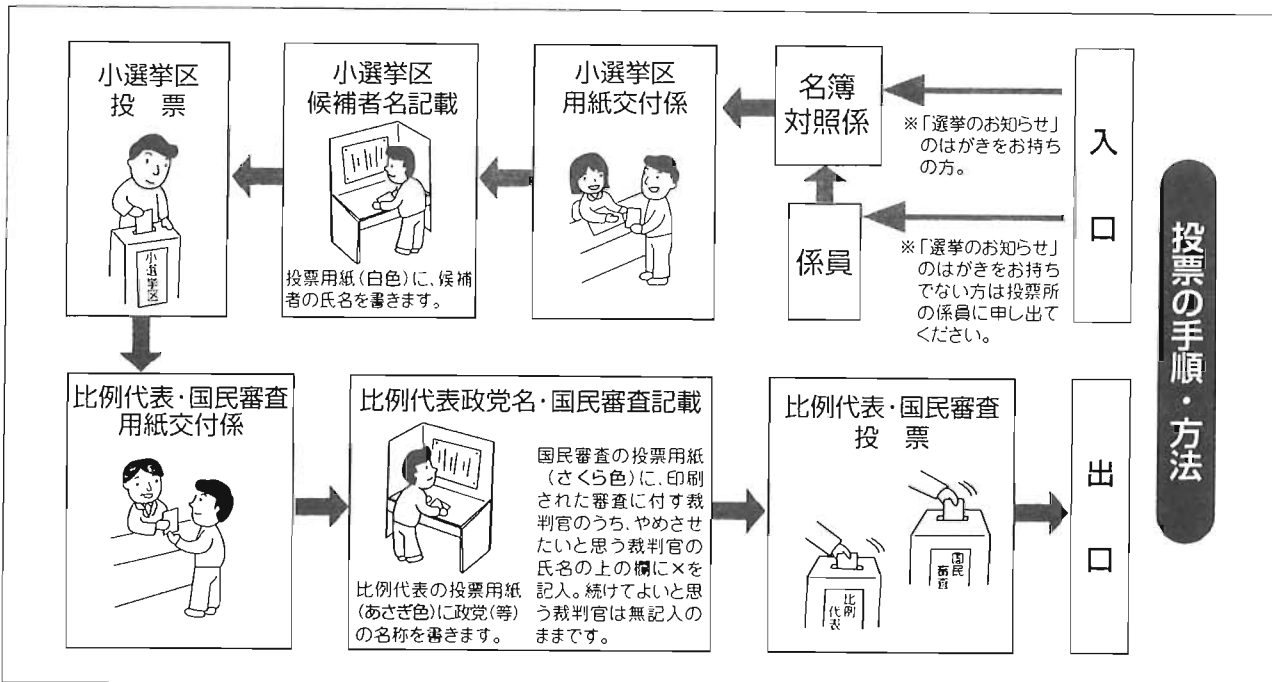 投票の手順・方法
入口
※「選挙のお知らせ」
のはがきをお持ち
の方。
※「選挙のお知らせ」
のはがきをお持ち
でない方は投票所
の係員に申し出て
ください。
名簿
対照係
係員
小選挙区
用紙交付係
小選挙区
候補者名記載
投票用紙(白色)に、候補
者の氏名を書きます。
小選挙区
投　票
小選挙区
比例代表・国民審査
用紙交付係
比例代表政党名・国民審査記載
比例代表の投票用紙
(あさぎ色)に政党(等)
の名称を書きます。
国民審査の投票用紙
(さくら色)に、印刷
された審査に付す裁
判官のうち、やめさせ
たいと思う裁判官の
氏名の上の欄に×を
記入。続けてよいと思
う裁判官は無記入の
ままです。
比例代表・国民審査
投　票
比例
代表
国民
審査
出口